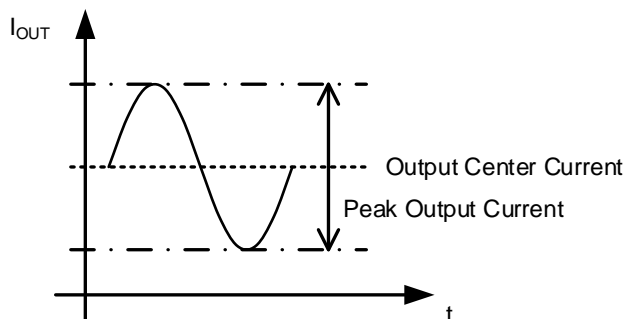 IOUT
Output Center Current
Peak Output Current
t